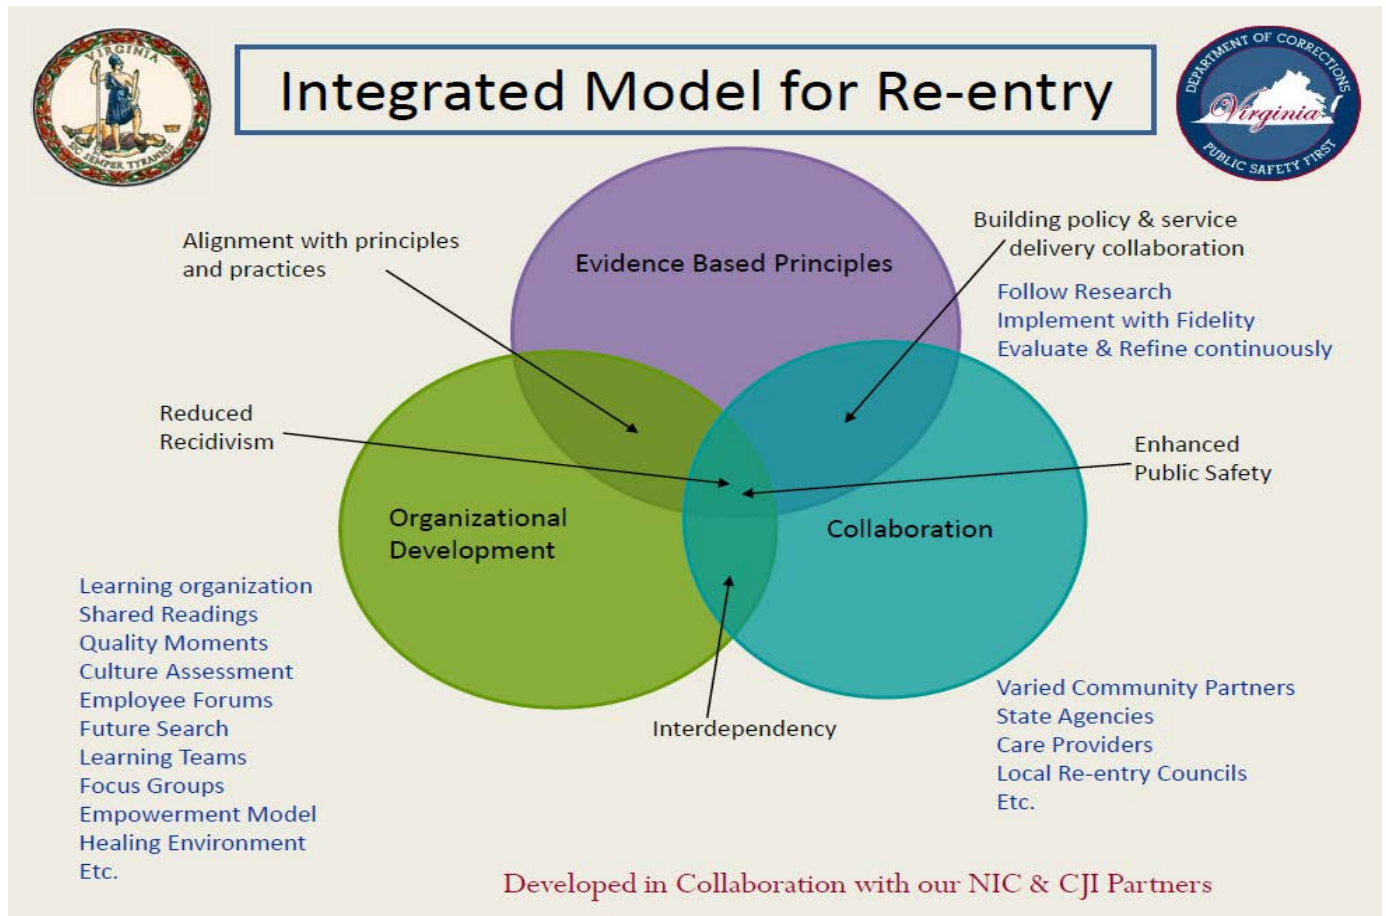 VIRGINIA
SIC SEMPER TYRANNIS
Integrated Model for Re-entry
DEPARTMENT OF CORRECTIONS
Virginia
PUBLIC SAFETY FIRST
Alignment with principles
and practices
Evidence Based Principles
Building policy & service
delivery collaboration
Follow Research
Implement with Fidelity
Evaluate & Refine continuously
Reduced
Recidivism
Enhanced
Public Safety
Organizational
Development
Collaboration
Learning organization
Shared Readings
Quality Moments
Culture Assessment
Employee Forums
Future Search
Learning Teams
Focus Groups
Empowerment Model
Healing Environment
Etc.
Interdependency
Varied Community Partners
State Agencies
Care Providers
Local Re-entry Councils
Etc.
Developed in Collaboration with our NIC & CJI Partners